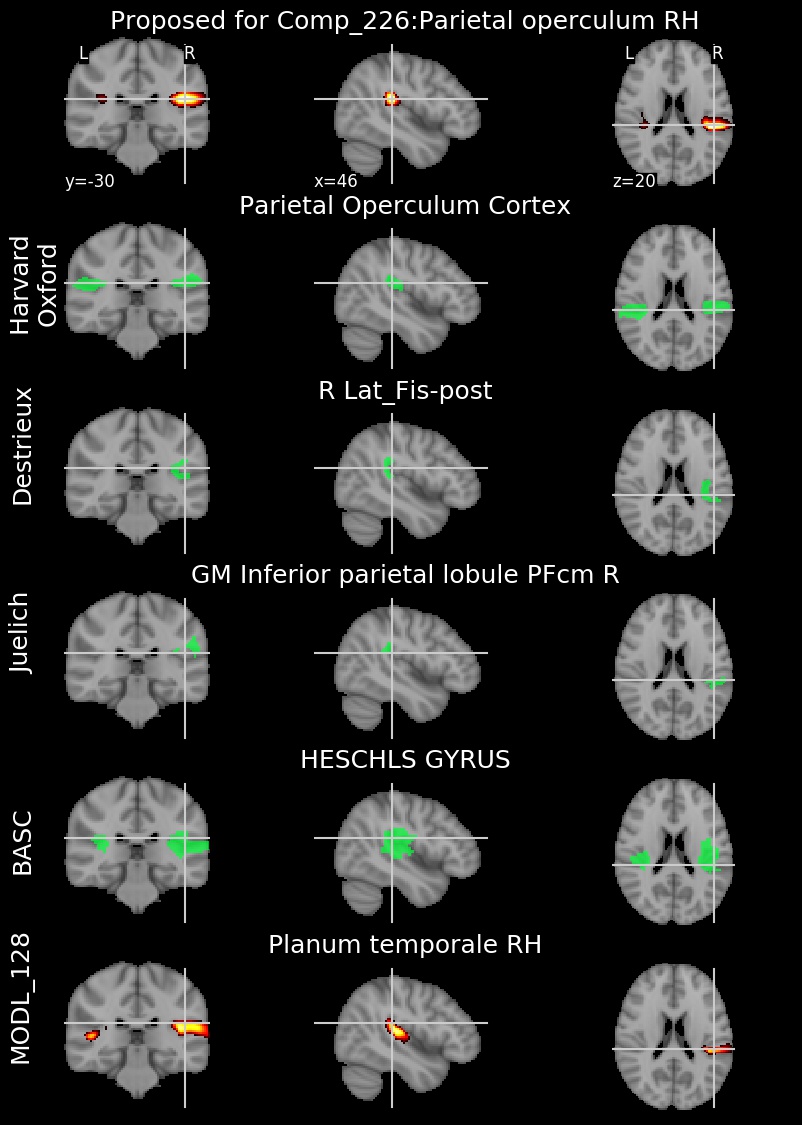 Proposed for Comp_226:Parietal operculum RH
L R L R
y=-30 x=46 z=20
Parietal Operculum Cortex
Harvard
Oxford
R Lat_Fis-post
Destrieux
GM Inferior parietal lobule PFcm R
Juelich
HESCHLS GYRUS
BASC
Planum temporale RH
MODL_128